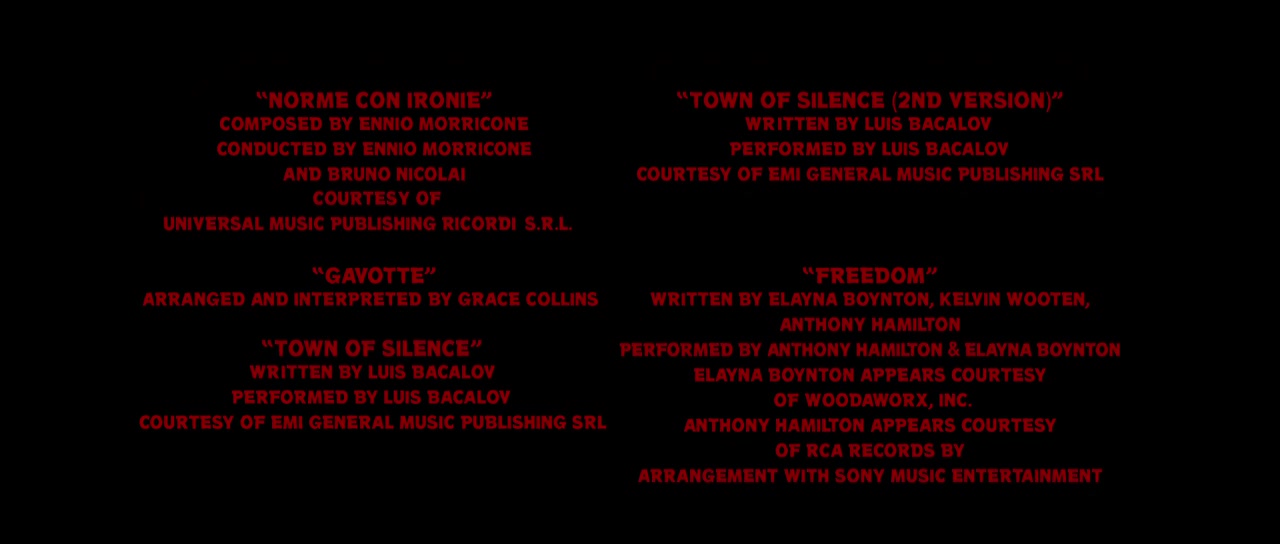 “NORME CON IRONIE”
COMPOSED BY ENNIO MORRICONE
CONDUCTED BY ENNIO MORRICONE
AND BRUNO NICOLAI
COURTESY OF
UNIVERSAL MUSIC PUBLISHING RICORDI S.R.L.
“GAVOTTE”
ARRANGED AND INTERPRETED BY GRACE COLLINS
“TOWN OF SILENCE”
WRITTEN BY LUIS BACALOV
PERFORMED BY LUIS BACALOV
COURTESY OF EMI GENERAL MUSIC PUBLISHING SRL
“TOWN OF SILENCE (2ND VERSION)”
WRITTEN BY LUIS BACALOV
PERFORMED BY LUIS BACALOV
COURTESY OF EMI GENERAL MUSIC PUBLISHING SRL
“FREEDOM”
WRITTEN BY ELAYNA BOYNTON, KELVIN WOOTEN,
ANTHONY HAMILTON
PERFORMED BY ANTHONY HAMILTON & ELAYNA BOYNTON
ELAYNA BOYNTON APPEARS COURTESY
OF WOODAWORX, INC.
ANTHONY HAMILTON APPEARS COURTESY
OF RCA RECORDS BY
ARRANGEMENT WITH SONY MUSIC ENTERTAINMENT